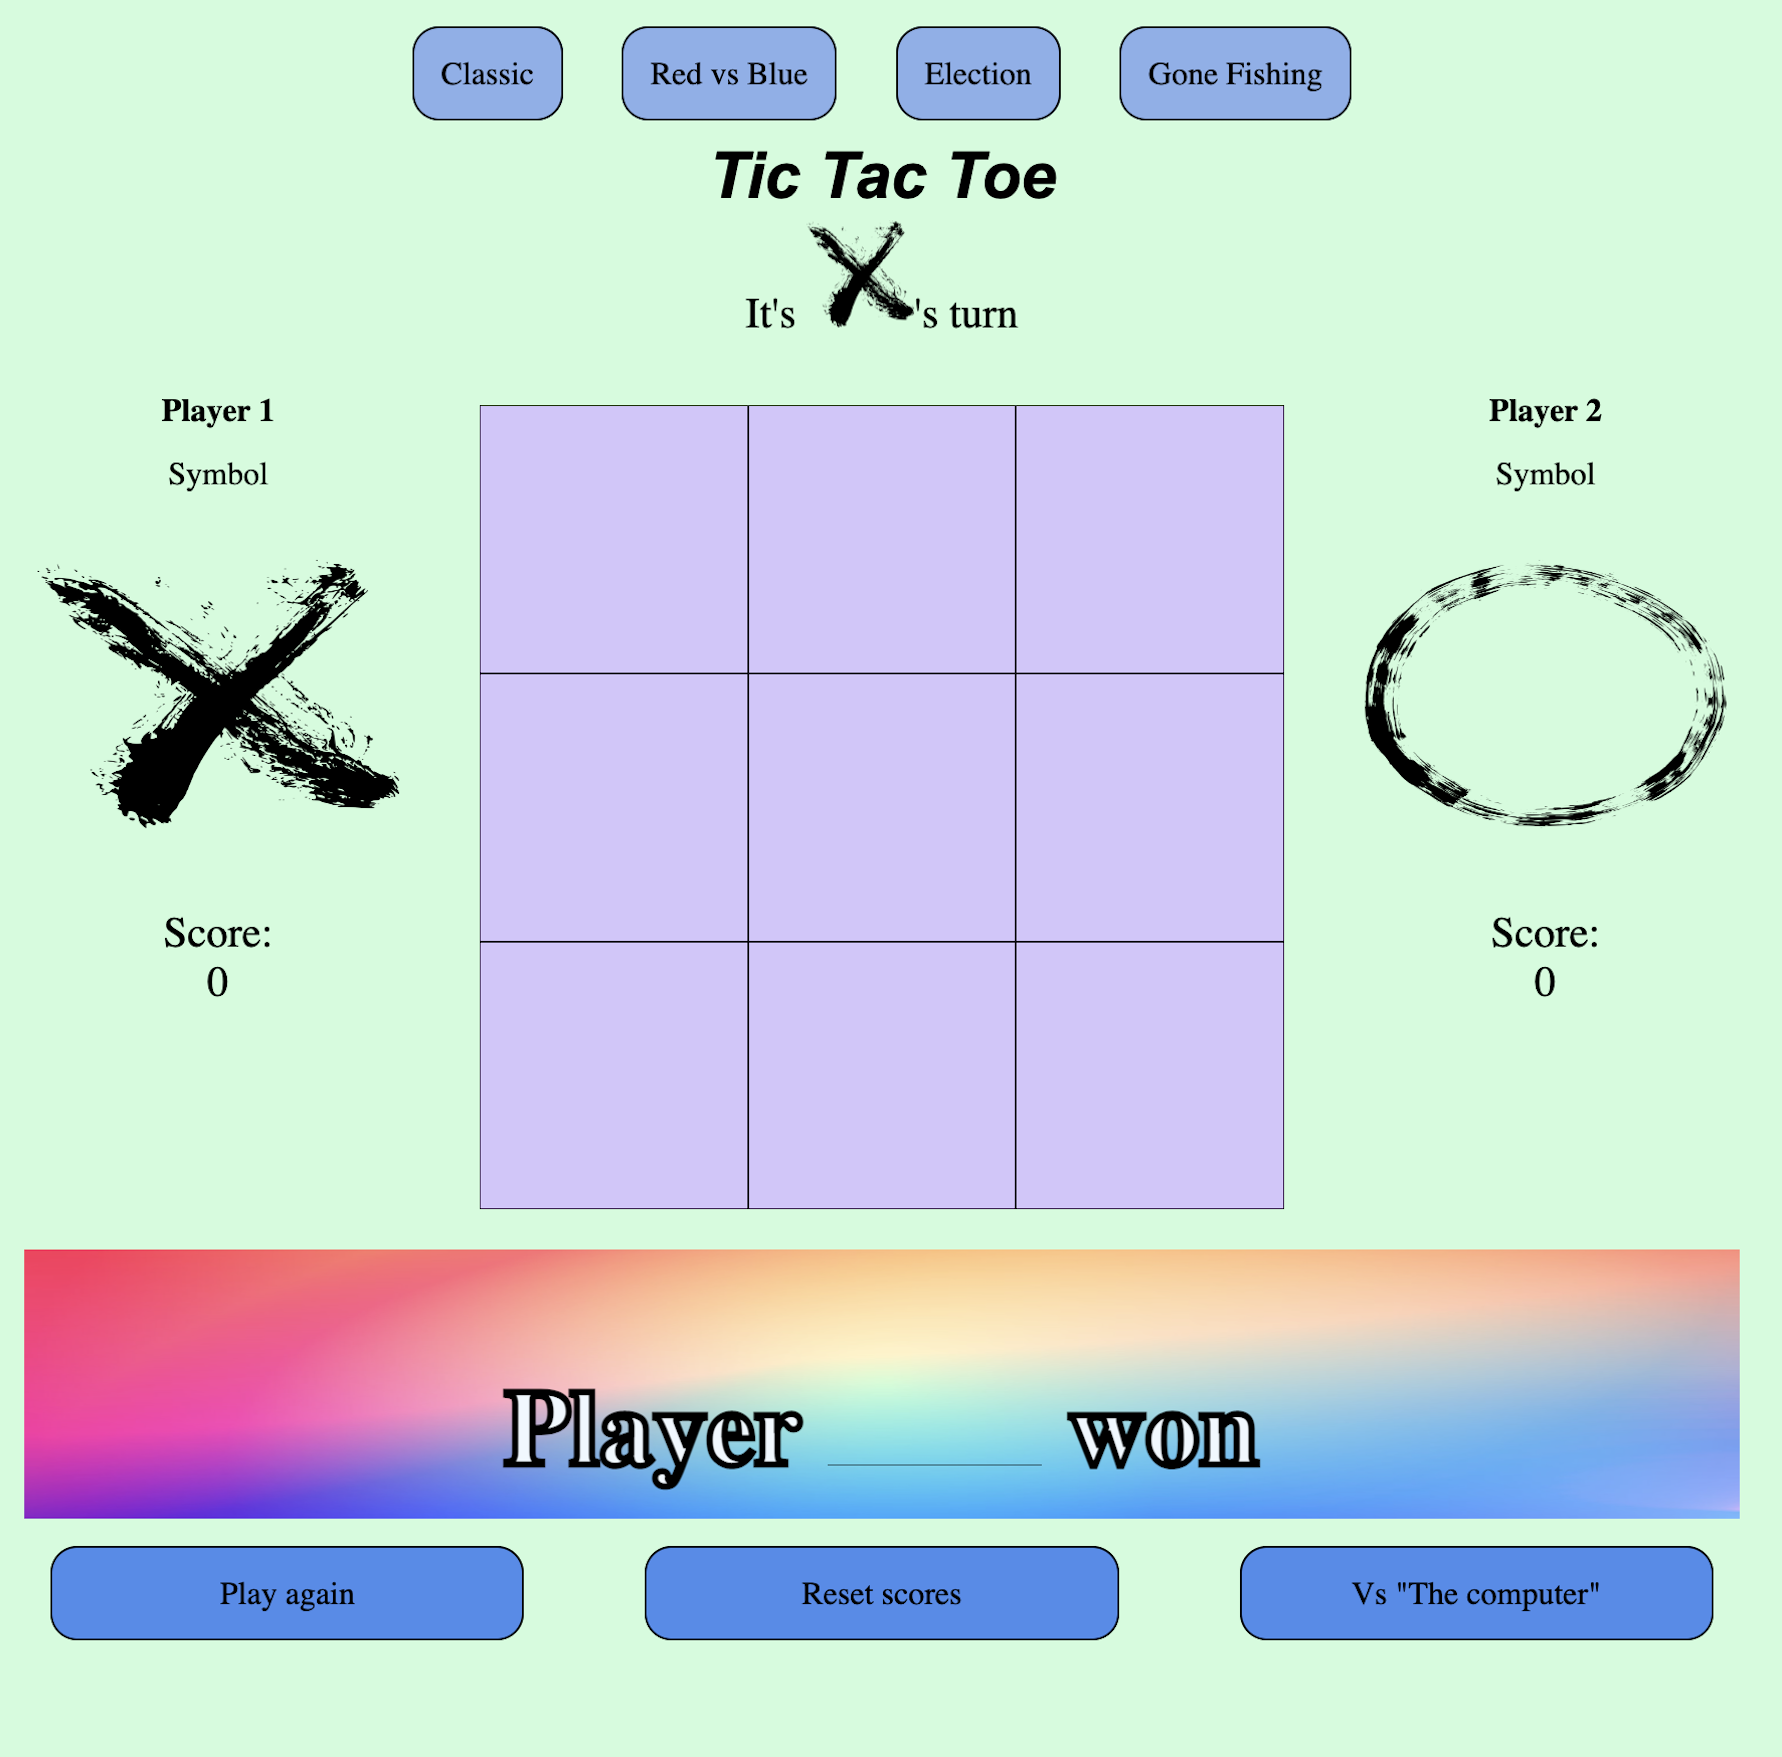 Classic
Red vs Blue
Election
Gone Fishing
Tic Tac Toe
It's 's turn
Player 1
Symbol
Score:
0
Player 2
Symbol
Score:
0
Player ________ won
Play again
Reset scores
Vs "The computer"